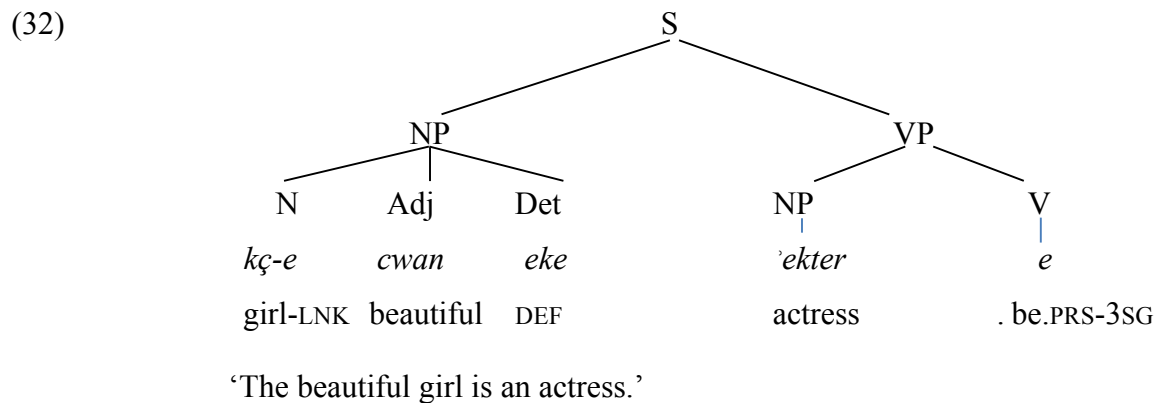 (32) S
NP VP
N Adj Det NP V
kç-e cwan eke ʾekter e
girl-LNK beautiful DEF actress . be.PRS-3SG
‘The beautiful girl is an actress.’